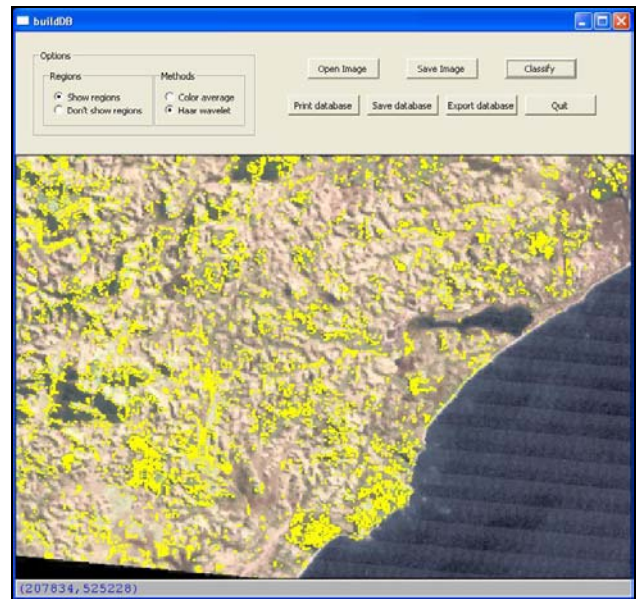 buildDB
Options
Regions
Show regions
Don't show regions
Methods
Color average
Haar wavelet
Open Image
Save Image
Classify
Print database
Save database
Export database
Quit
(207834,525228)